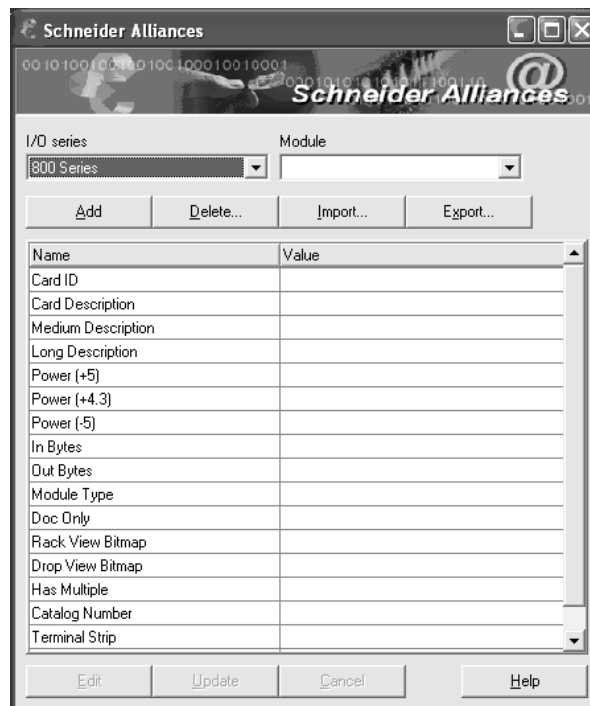 Schneider Alliances
Schneider Alliances
I/O series Module
800 Series
Add Delete... Import... Export...
Name Value
Card ID
Card Description
Medium Description
Long Description
Power (+5)
Power (+4.3)
Power (-5)
In Bytes
Out Bytes
Module Type
Doc Only
Rack View Bitmap
Drop View Bitmap
Has Multiple
Catalog Number
Terminal Strip
Edit Update Cancel Help